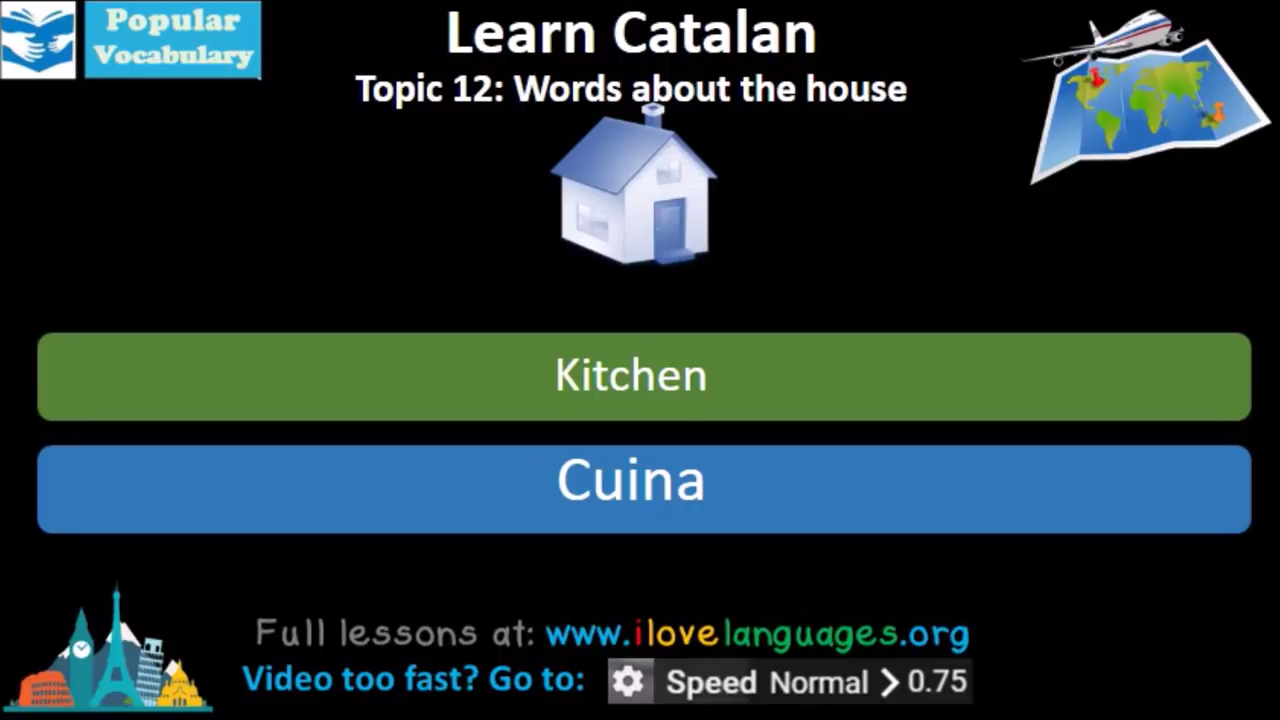 Popular
Vocabulary
Learn Catalan
Topic 12: Words about the house
Kitchen
Cuina
Full lessons at: www.ilovelanguages.org
Video too fast? Go to: Speed Normal > 0.75